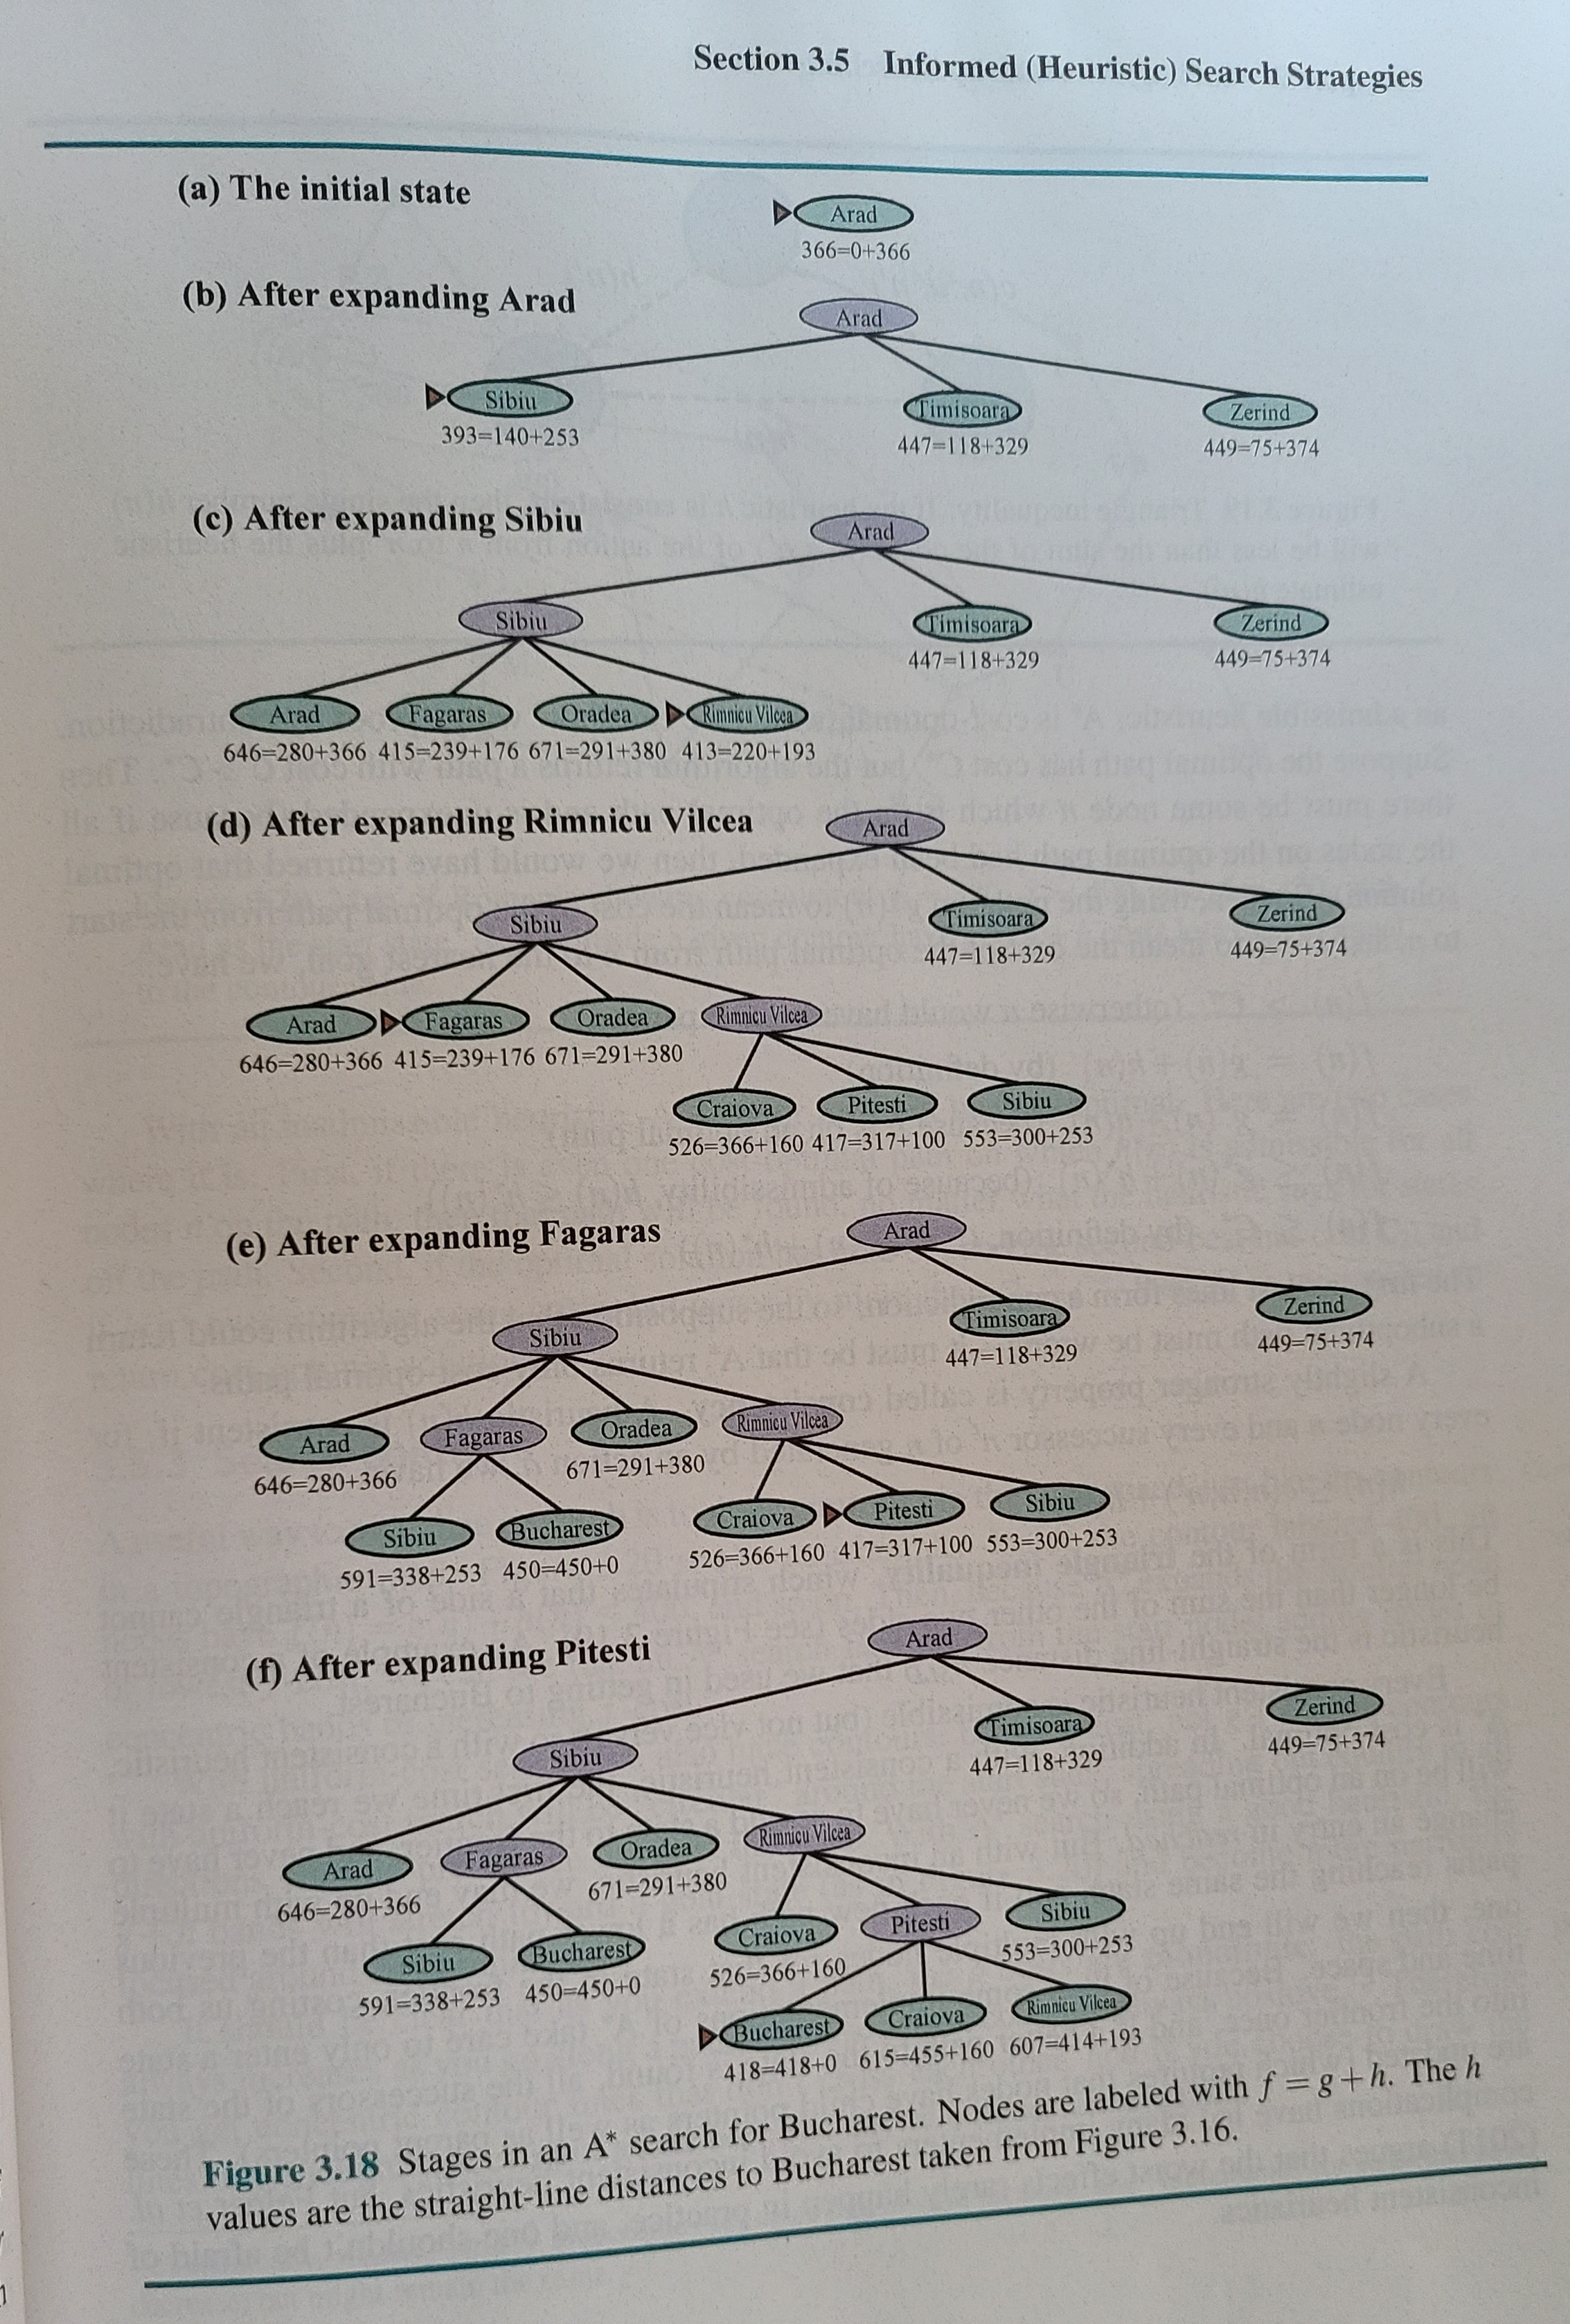 Section 3.5 Informed (Heuristic) Search Strategies
(a) The initial state
Arad
366=0+366
(b) After expanding Arad
Arad
Sibiu Timisoara Zerind
393=140+253 447=118+329 449=75+374
(c) After expanding Sibiu
Arad
Sibiu Timisoara Zerind
447=118+329 449=75+374
Arad Fagaras Oradea Rimnicu Vilcea
646=280+366 415=239+176 671=291+380 413=220+193
(d) After expanding Rimnicu Vilcea
Arad
Sibiu Timisoara Zerind
447=118+329 449=75+374
Arad Fagaras Oradea Rimnicu Vilcea
646=280+366 415=239+176 671=291+380
Craiova Pitesti Sibiu
526=366+160 417=317+100 553=300+253
(e) After expanding Fagaras
Arad
Sibiu Timisoara Zerind
447=118+329 449=75+374
Arad Fagaras Oradea Rimnicu Vilcea
646=280+366 671=291+380
Sibiu Bucharest Craiova Pitesti Sibiu
591=338+253 450=450+0 526=366+160 417=317+100 553=300+253
(f) After expanding Pitesti
Arad
Sibiu Timisoara Zerind
447=118+329 449=75+374
Arad Fagaras Oradea Rimnicu Vilcea
646=280+366 671=291+380
Sibiu Bucharest Craiova Pitesti Sibiu
591=338+253 450=450+0 526=366+160 553=300+253
Bucharest Craiova Rimnicu Vilcea
418=418+0 615=455+160 607=414+193
Figure 3.18 Stages in an A* search for Bucharest. Nodes are labeled with f = g+h. The h
values are the straight-line distances to Bucharest taken from Figure 3.16.